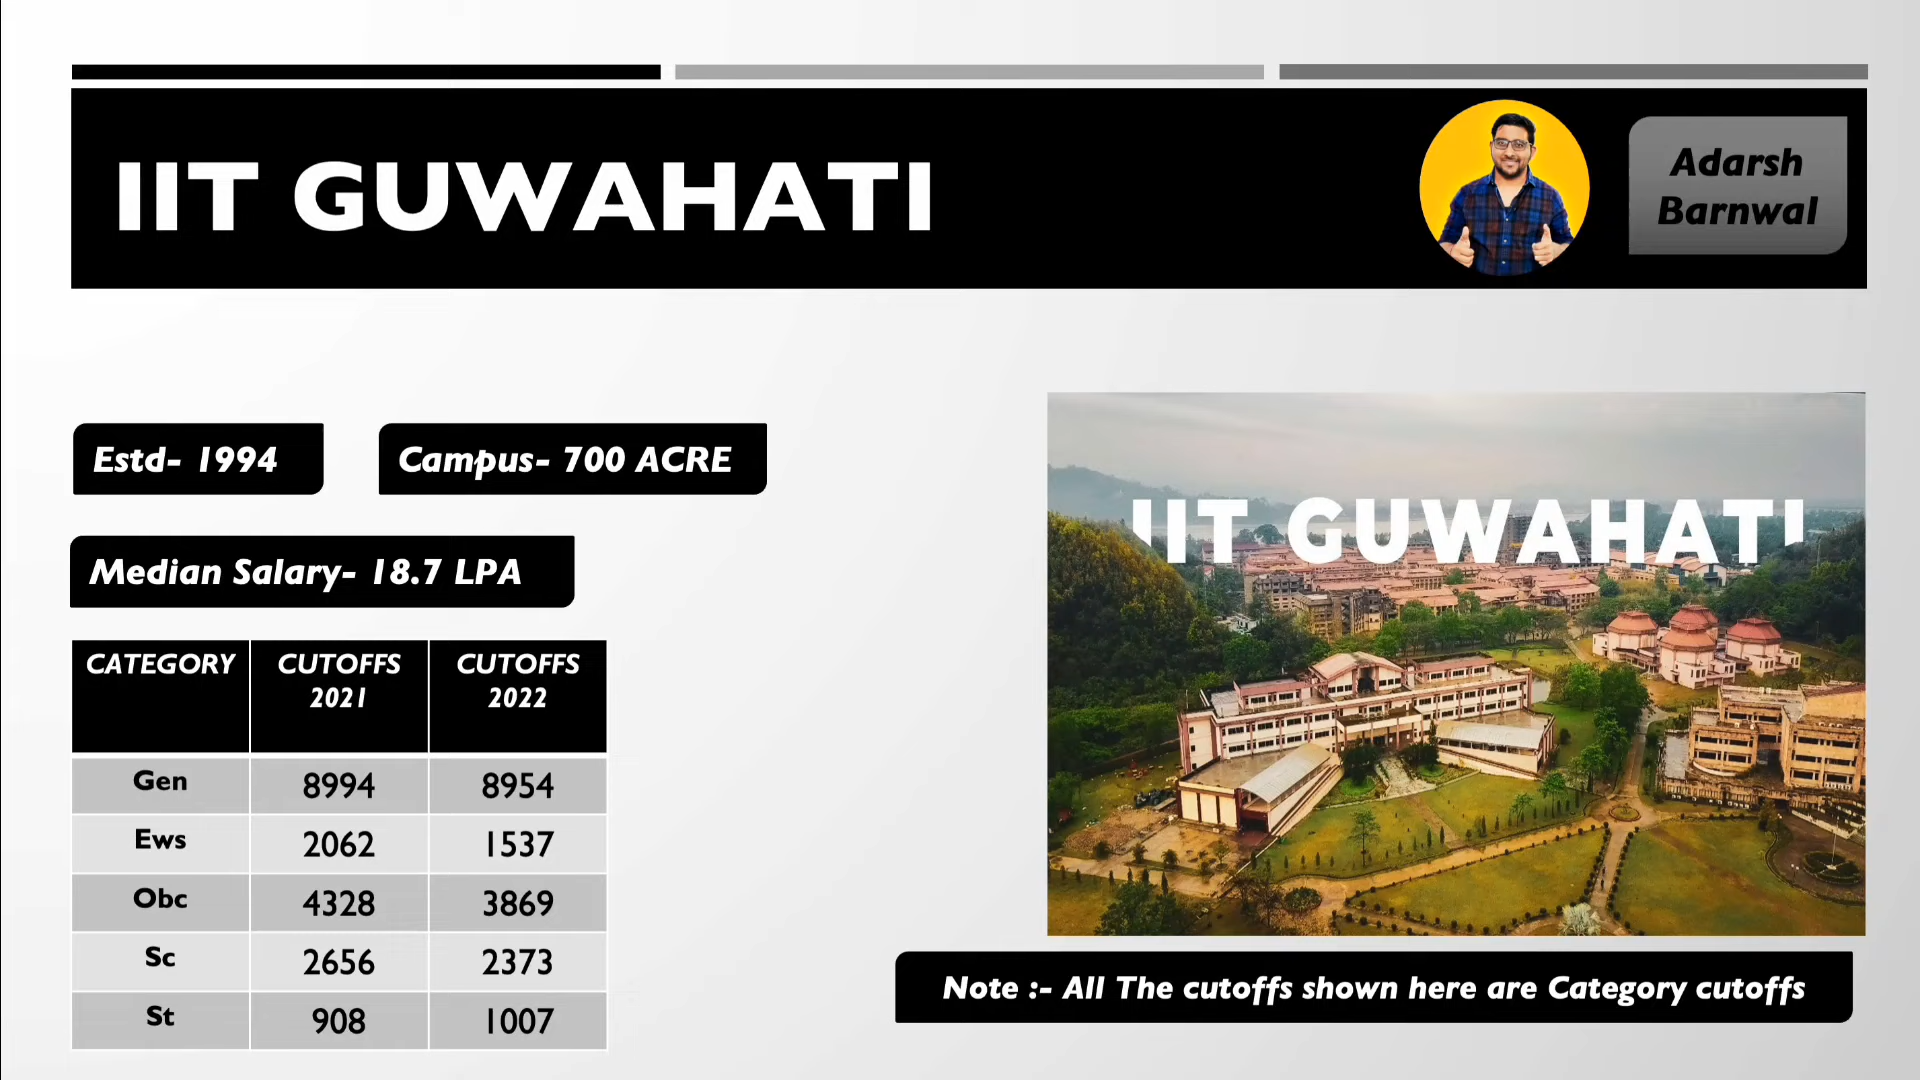 IIT GUWAHATI
Adarsh
Barnwal
Estd- 1994
Campus- 700 ACRE
Median Salary- 18.7 LPA
IIT GUWAHATI
CATEGORY CUTOFFS 2021 CUTOFFS 2022
Gen 8994 8954
Ews 2062 1537
Obc 4328 3869
Sc 2656 2373
St 908 1007
Note :- All The cutoffs shown here are Category cutoffs